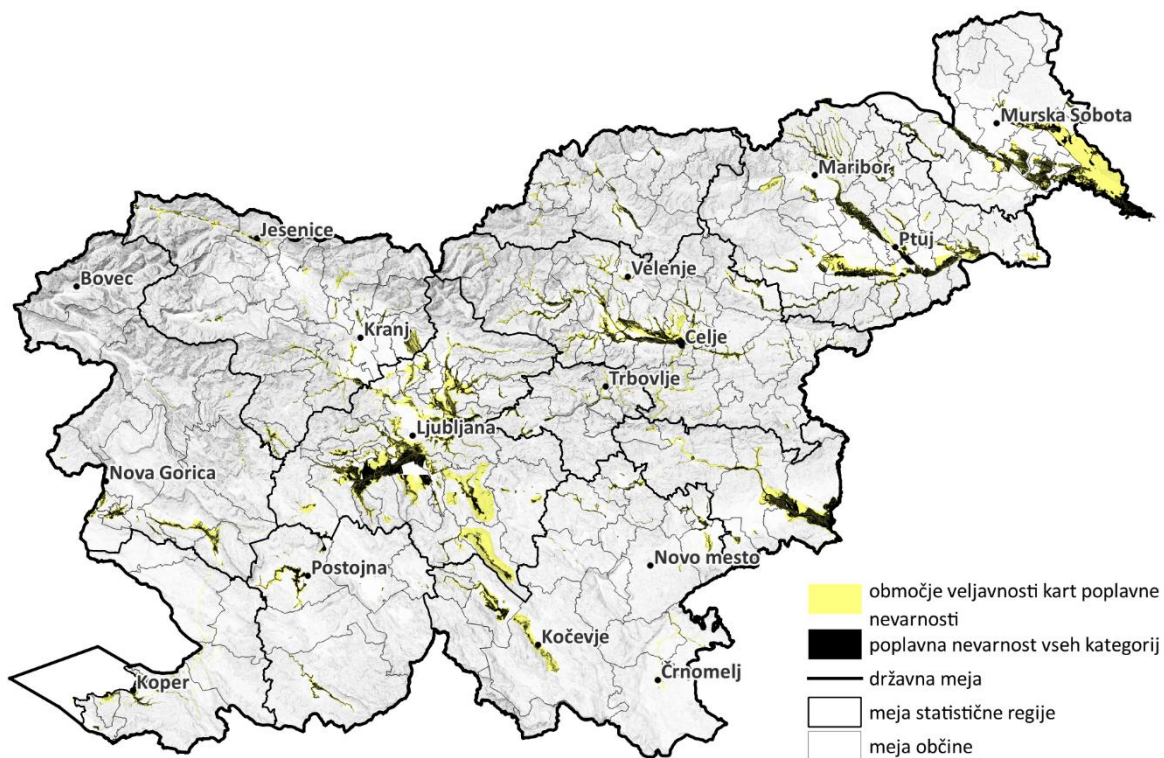 Murska Sobota
Maribor
Jesenice
Ptuj
Bovec
Velenje
Kranj
Celje
Trbovlje
Ljubljana
Nova Gorica
Novo mesto
Postojna
Kočevje
Črnomelj
Koper
območje veljavnosti kart poplavne
nevarnosti
poplavna nevarnost vseh kategorij
državna meja
meja statistične regije
meja občine